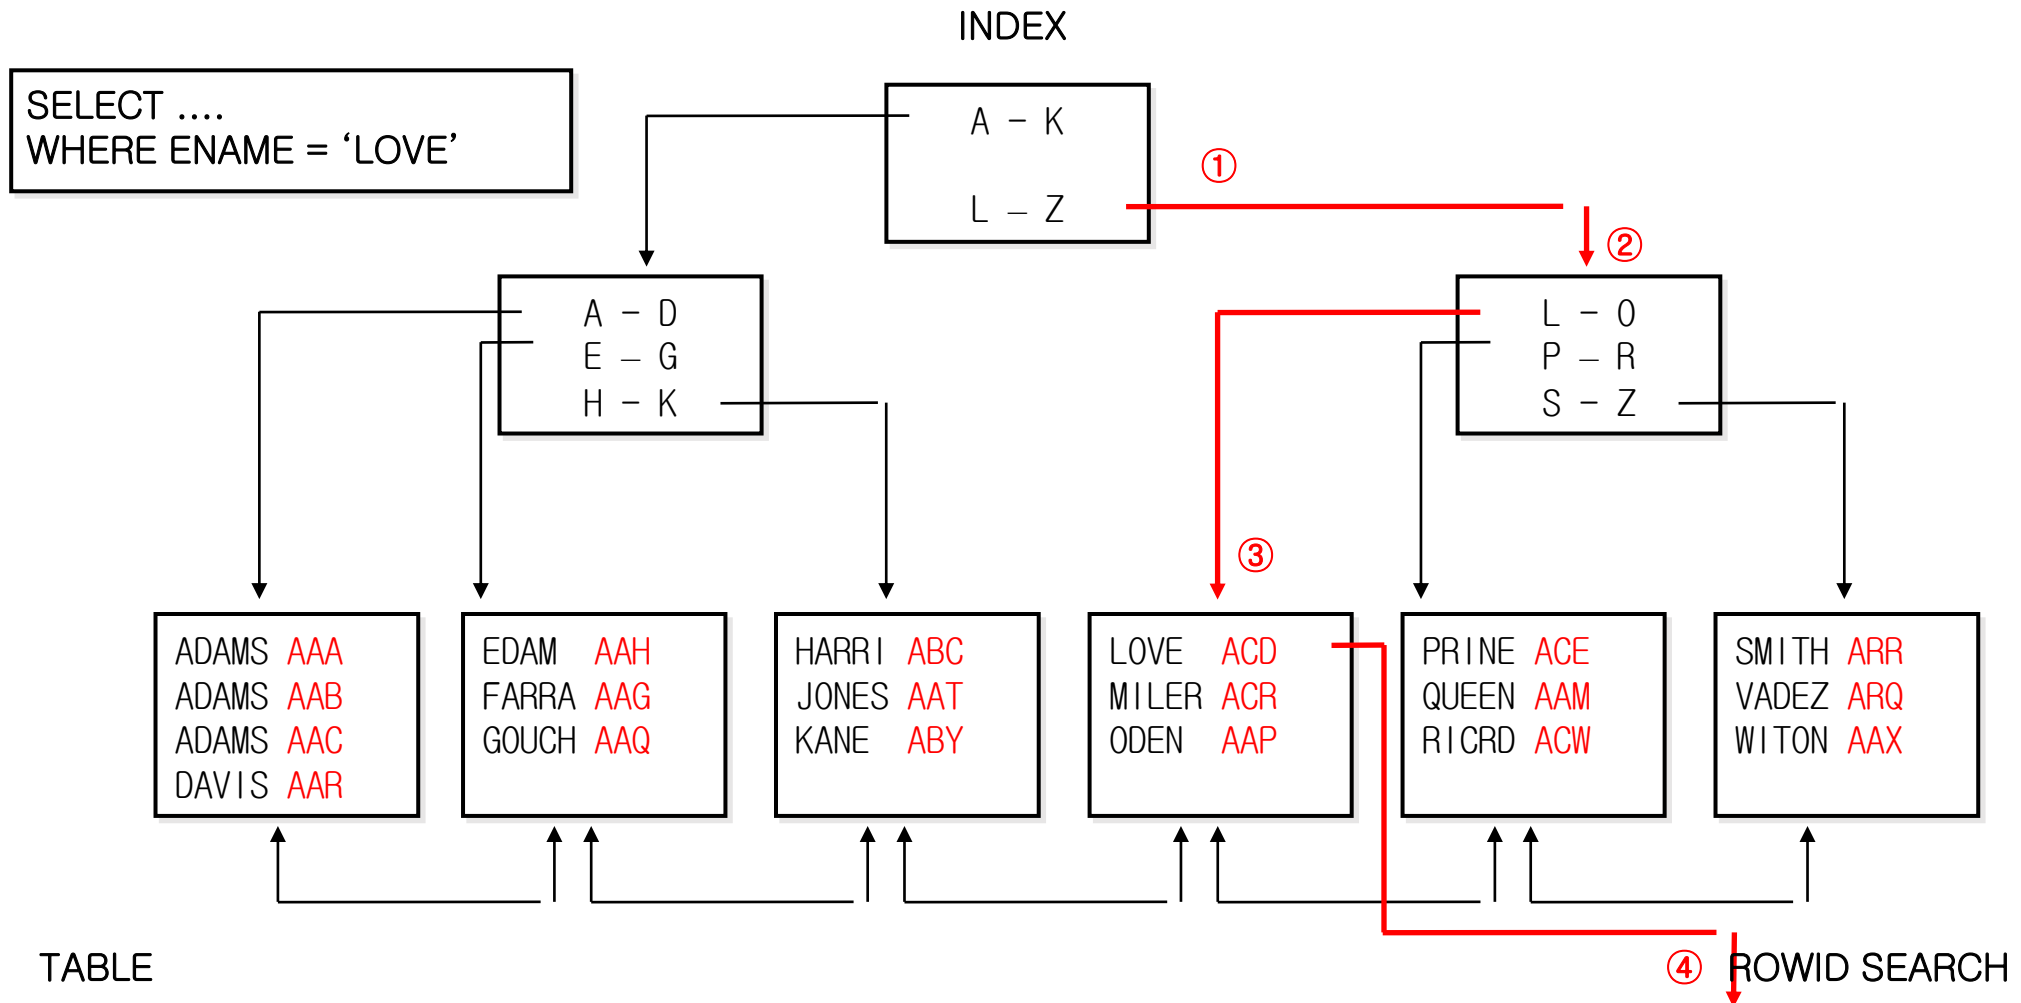 INDEX
SELECT ....
WHERE ENAME = ‘LOVE’
A - K
L – Z
①
②
A - D
E – G
H - K
L - O
P – R
S - Z
③
ADAMS AAA
ADAMS AAB
ADAMS AAC
DAVIS AAR
EDAM AAH
FARRA AAG
GOUCH AAQ
HARRI ABC
JONES AAT
KANE ABY
LOVE ACD
MILER ACR
ODEN AAP
PRINE ACE
QUEEN AAM
RICRD ACW
SMITH ARR
VADEZ ARQ
WITON AAX
TABLE
④ ROWID SEARCH